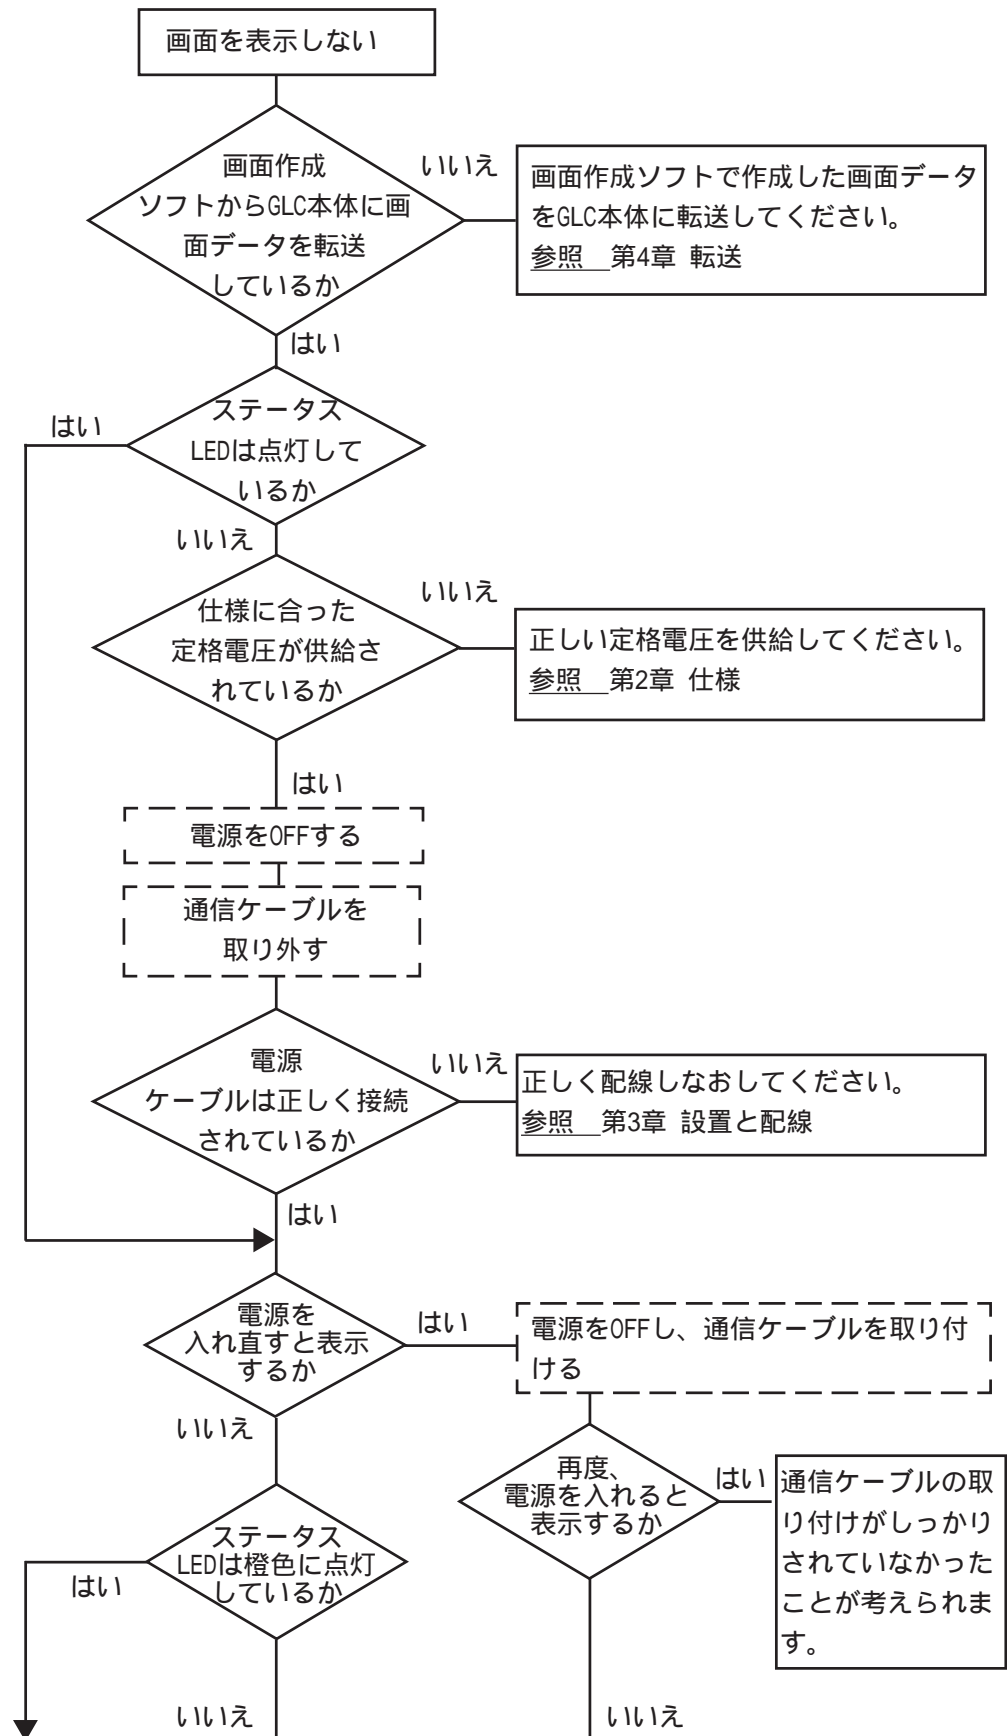 画面を表示しない
画面作成
ソフトからGLC本体に画
面データを転送
しているか
いいえ
画面作成ソフトで作成した画面データ
をGLC本体に転送してください。
参照 第4章 転送
はい
ステータス
LEDは点灯して
いるか
はい
いいえ
仕様に合った
定格電圧が供給さ
れているか
いいえ
正しい定格電圧を供給してください。
参照 第2章 仕様
はい
電源をOFFする
通信ケーブルを
取り外す
電源
ケーブルは正しく接続
されているか
いいえ
正しく配線しなおしてください。
参照 第3章 設置と配線
はい
電源を
入れ直すと表示
するか
はい
電源をOFFし、通信ケーブルを取り付
ける
いいえ
再度、
電源を入れると
表示するか
はい
通信ケーブルの取
り付けがしっかり
されていなかった
ことが考えられま
す。
ステータス
LEDは橙色に点灯
しているか
はい
いいえ
いいえ